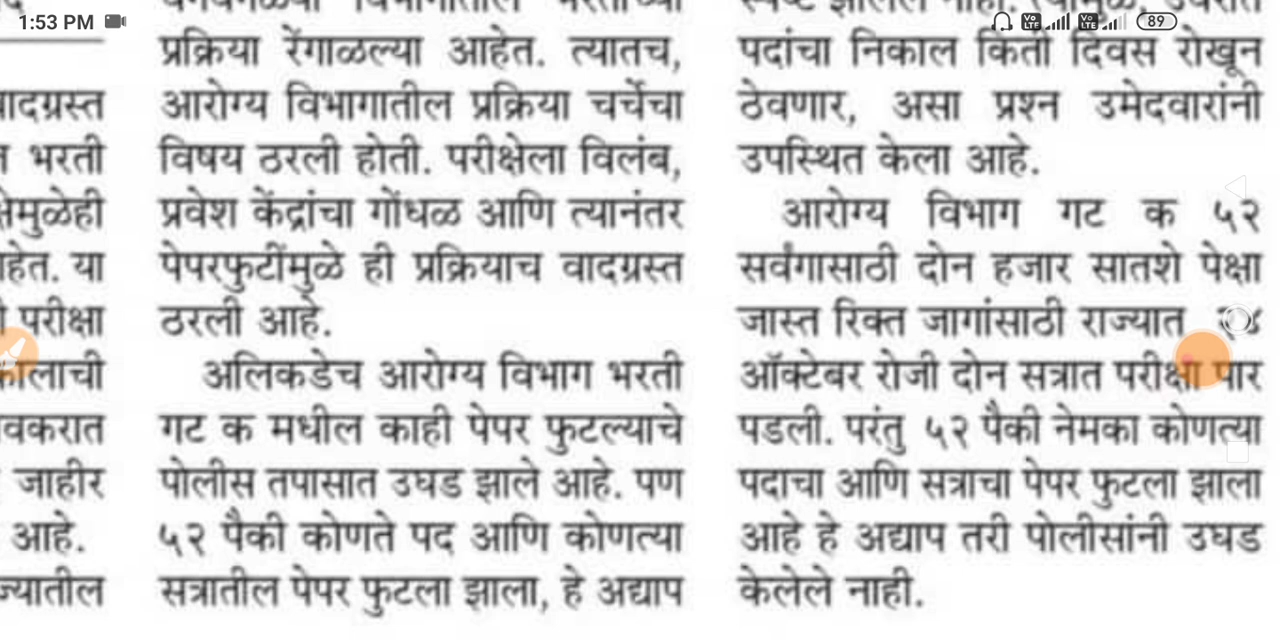 1:53 PM
89
प्रक्रिया रेंगाळल्या आहेत. त्यातच,
आरोग्य विभागातील प्रक्रिया चर्चेचा
विषय ठरली होती. परीक्षेला विलंब,
प्रवेश केंद्रांचा गोंधळ आणि त्यानंतर
पेपरफुटींमुळे ही प्रक्रियाच वादग्रस्त
ठरली आहे.
अलिकडेच आरोग्य विभाग भरती
गट क मधील काही पेपर फुटल्याचे
पोलीस तपासात उघड झाले आहे. पण
५२ पैकी कोणते पद आणि कोणत्या
सत्रातील पेपर फुटला झाला, हे अद्याप
पदांचा निकाल किती दिवस रोखून
ठेवणार, असा प्रश्न उमेदवारांनी
उपस्थित केला आहे.
आरोग्य विभाग गट क ५२
सर्वंगासाठी दोन हजार सातशे पेक्षा
जास्त रिक्त जागांसाठी राज्यात
ऑक्टेबर रोजी दोन सत्रात परीक्षा पार
पडली. परंतु ५२ पैकी नेमका कोणत्या
पदाचा आणि सत्राचा पेपर फुटला झाला
आहे हे अद्याप तरी पोलीसांनी उघड
केलेले नाही.
भरती
परीक्षा
जाहीर
आहे.